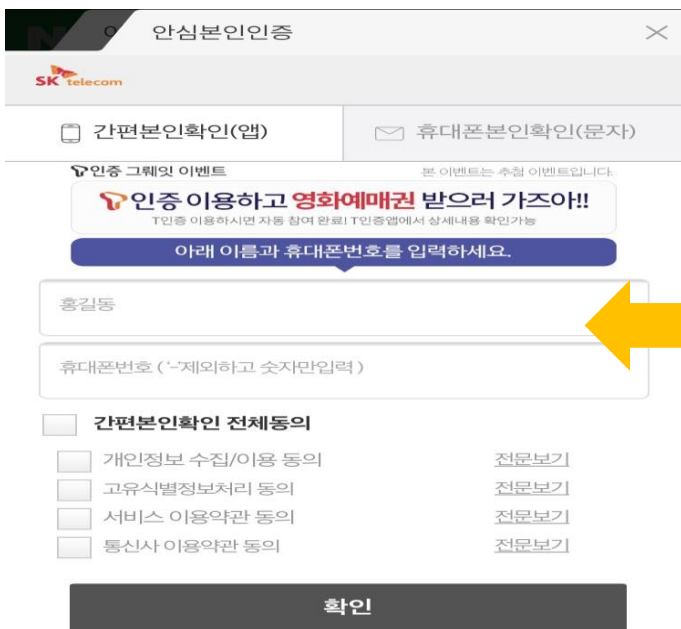 안심본인인증
SK telecom
간편본인확인(앱)
휴대폰본인확인(문자)
인증 그뤠잇 이벤트
본 이벤트는 추첨 이벤트입니다.
인증 이용하고 영화예매권 받으러 가즈아!!
T인증 이용하시면 자동 참여 완료! T인증앱에서 상세내용 확인가능
아래 이름과 휴대폰번호를 입력하세요.
홍길동
휴대폰번호 ( '-'제외하고 숫자만입력 )
간편본인확인 전체동의
개인정보 수집/이용 동의 전문보기
고유식별정보처리 동의 전문보기
서비스 이용약관 동의 전문보기
통신사 이용약관 동의 전문보기
확인